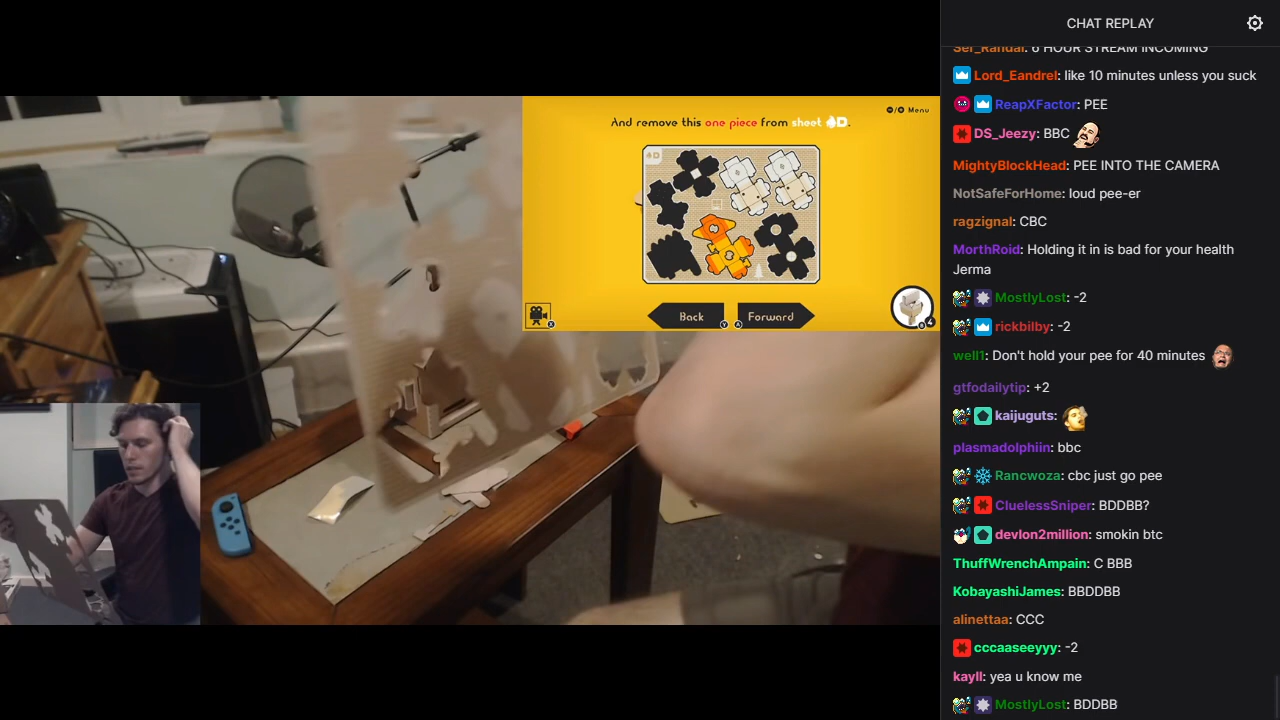 CHAT REPLAY
Ser_Randal: 6 HOUR STREAM INCOMING
Lord_Eandrel: like 10 minutes unless you suck
ReapXFactor: PEE
DS_Jeezy: BBC
MightyBlockHead: PEE INTO THE CAMERA
NotSafeForHome: loud pee-er
ragzignal: CBC
MorthRoid: Holding it in is bad for your health
Jerma
MostlyLost: -2
rickbilby: -2
well1: Don't hold your pee for 40 minutes
gtfodailytip: +2
kaijuguts:
plasmadolphiin: bbc
Rancwoza: cbc just go pee
CluelessSniper: BDDBB?
devlon2million: smokin btc
ThuffWrenchAmpain: C BBB
KobayashiJames: BBDDBB
alinettaa: CCC
cccaaseeyyy: -2
kayll: yea u know me
MostlyLost: BDDBB
Menu
And remove this one piece from sheet D.
4D
Back
Y
A
Forward
X
4